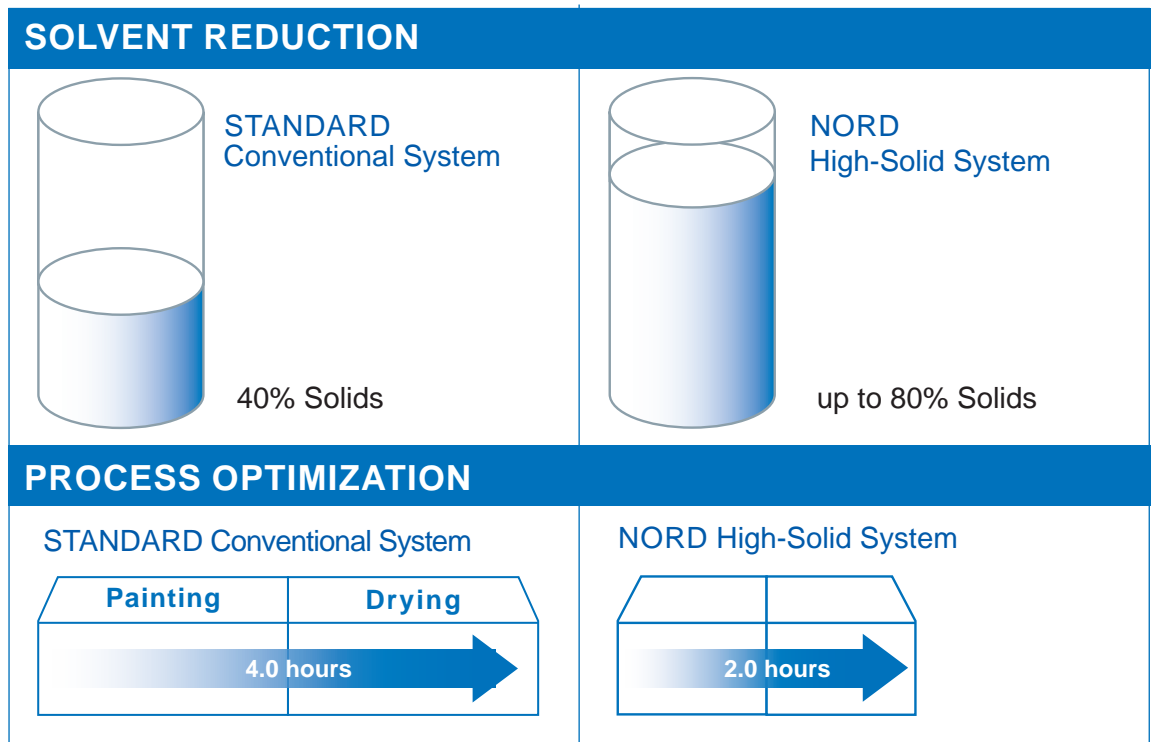 SOLVENT REDUCTION
STANDARD
Conventional System
40% Solids
NORD
High-Solid System
up to 80% Solids
PROCESS OPTIMIZATION
STANDARD Conventional System
Painting
Drying
4.0 hours
NORD High-Solid System
2.0 hours